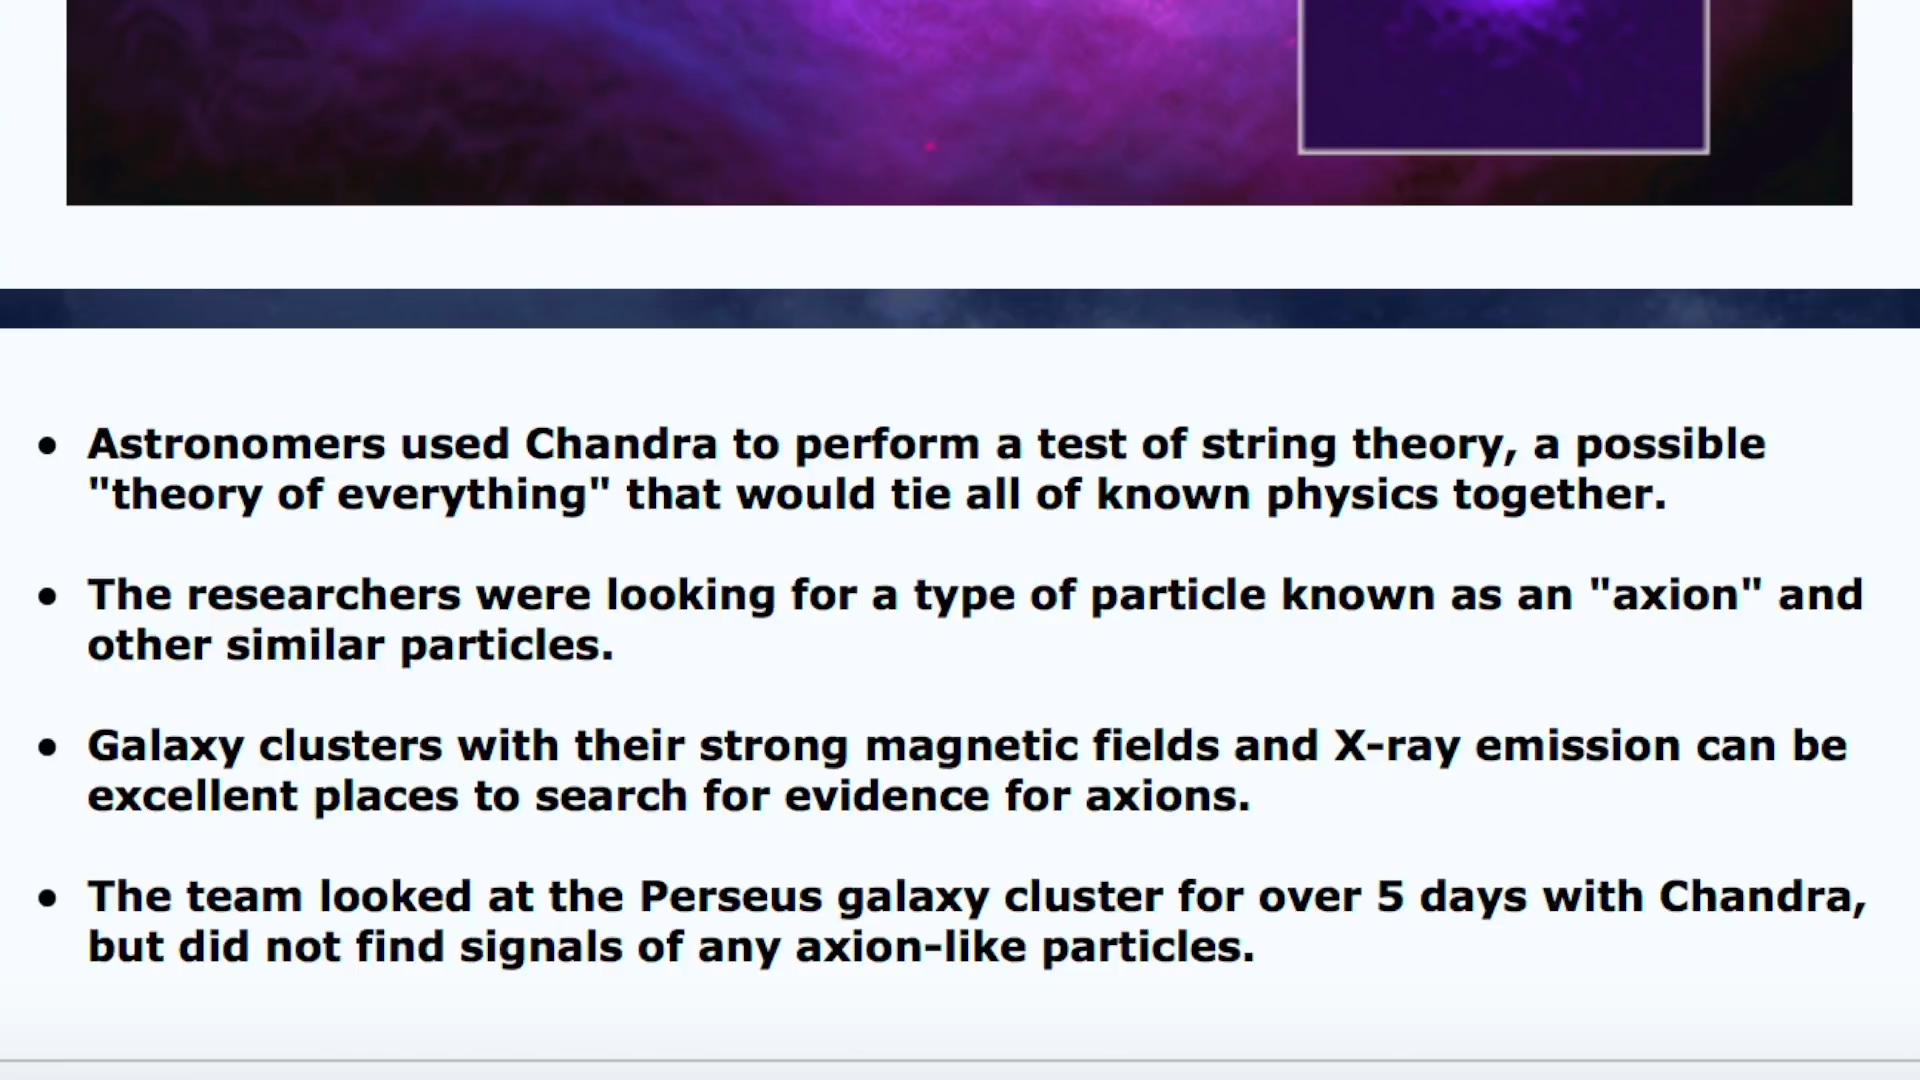 • Astronomers used Chandra to perform a test of string theory, a possible
"theory of everything" that would tie all of known physics together.
• The researchers were looking for a type of particle known as an "axion" and
other similar particles.
• Galaxy clusters with their strong magnetic fields and X-ray emission can be
excellent places to search for evidence for axions.
• The team looked at the Perseus galaxy cluster for over 5 days with Chandra,
but did not find signals of any axion-like particles.